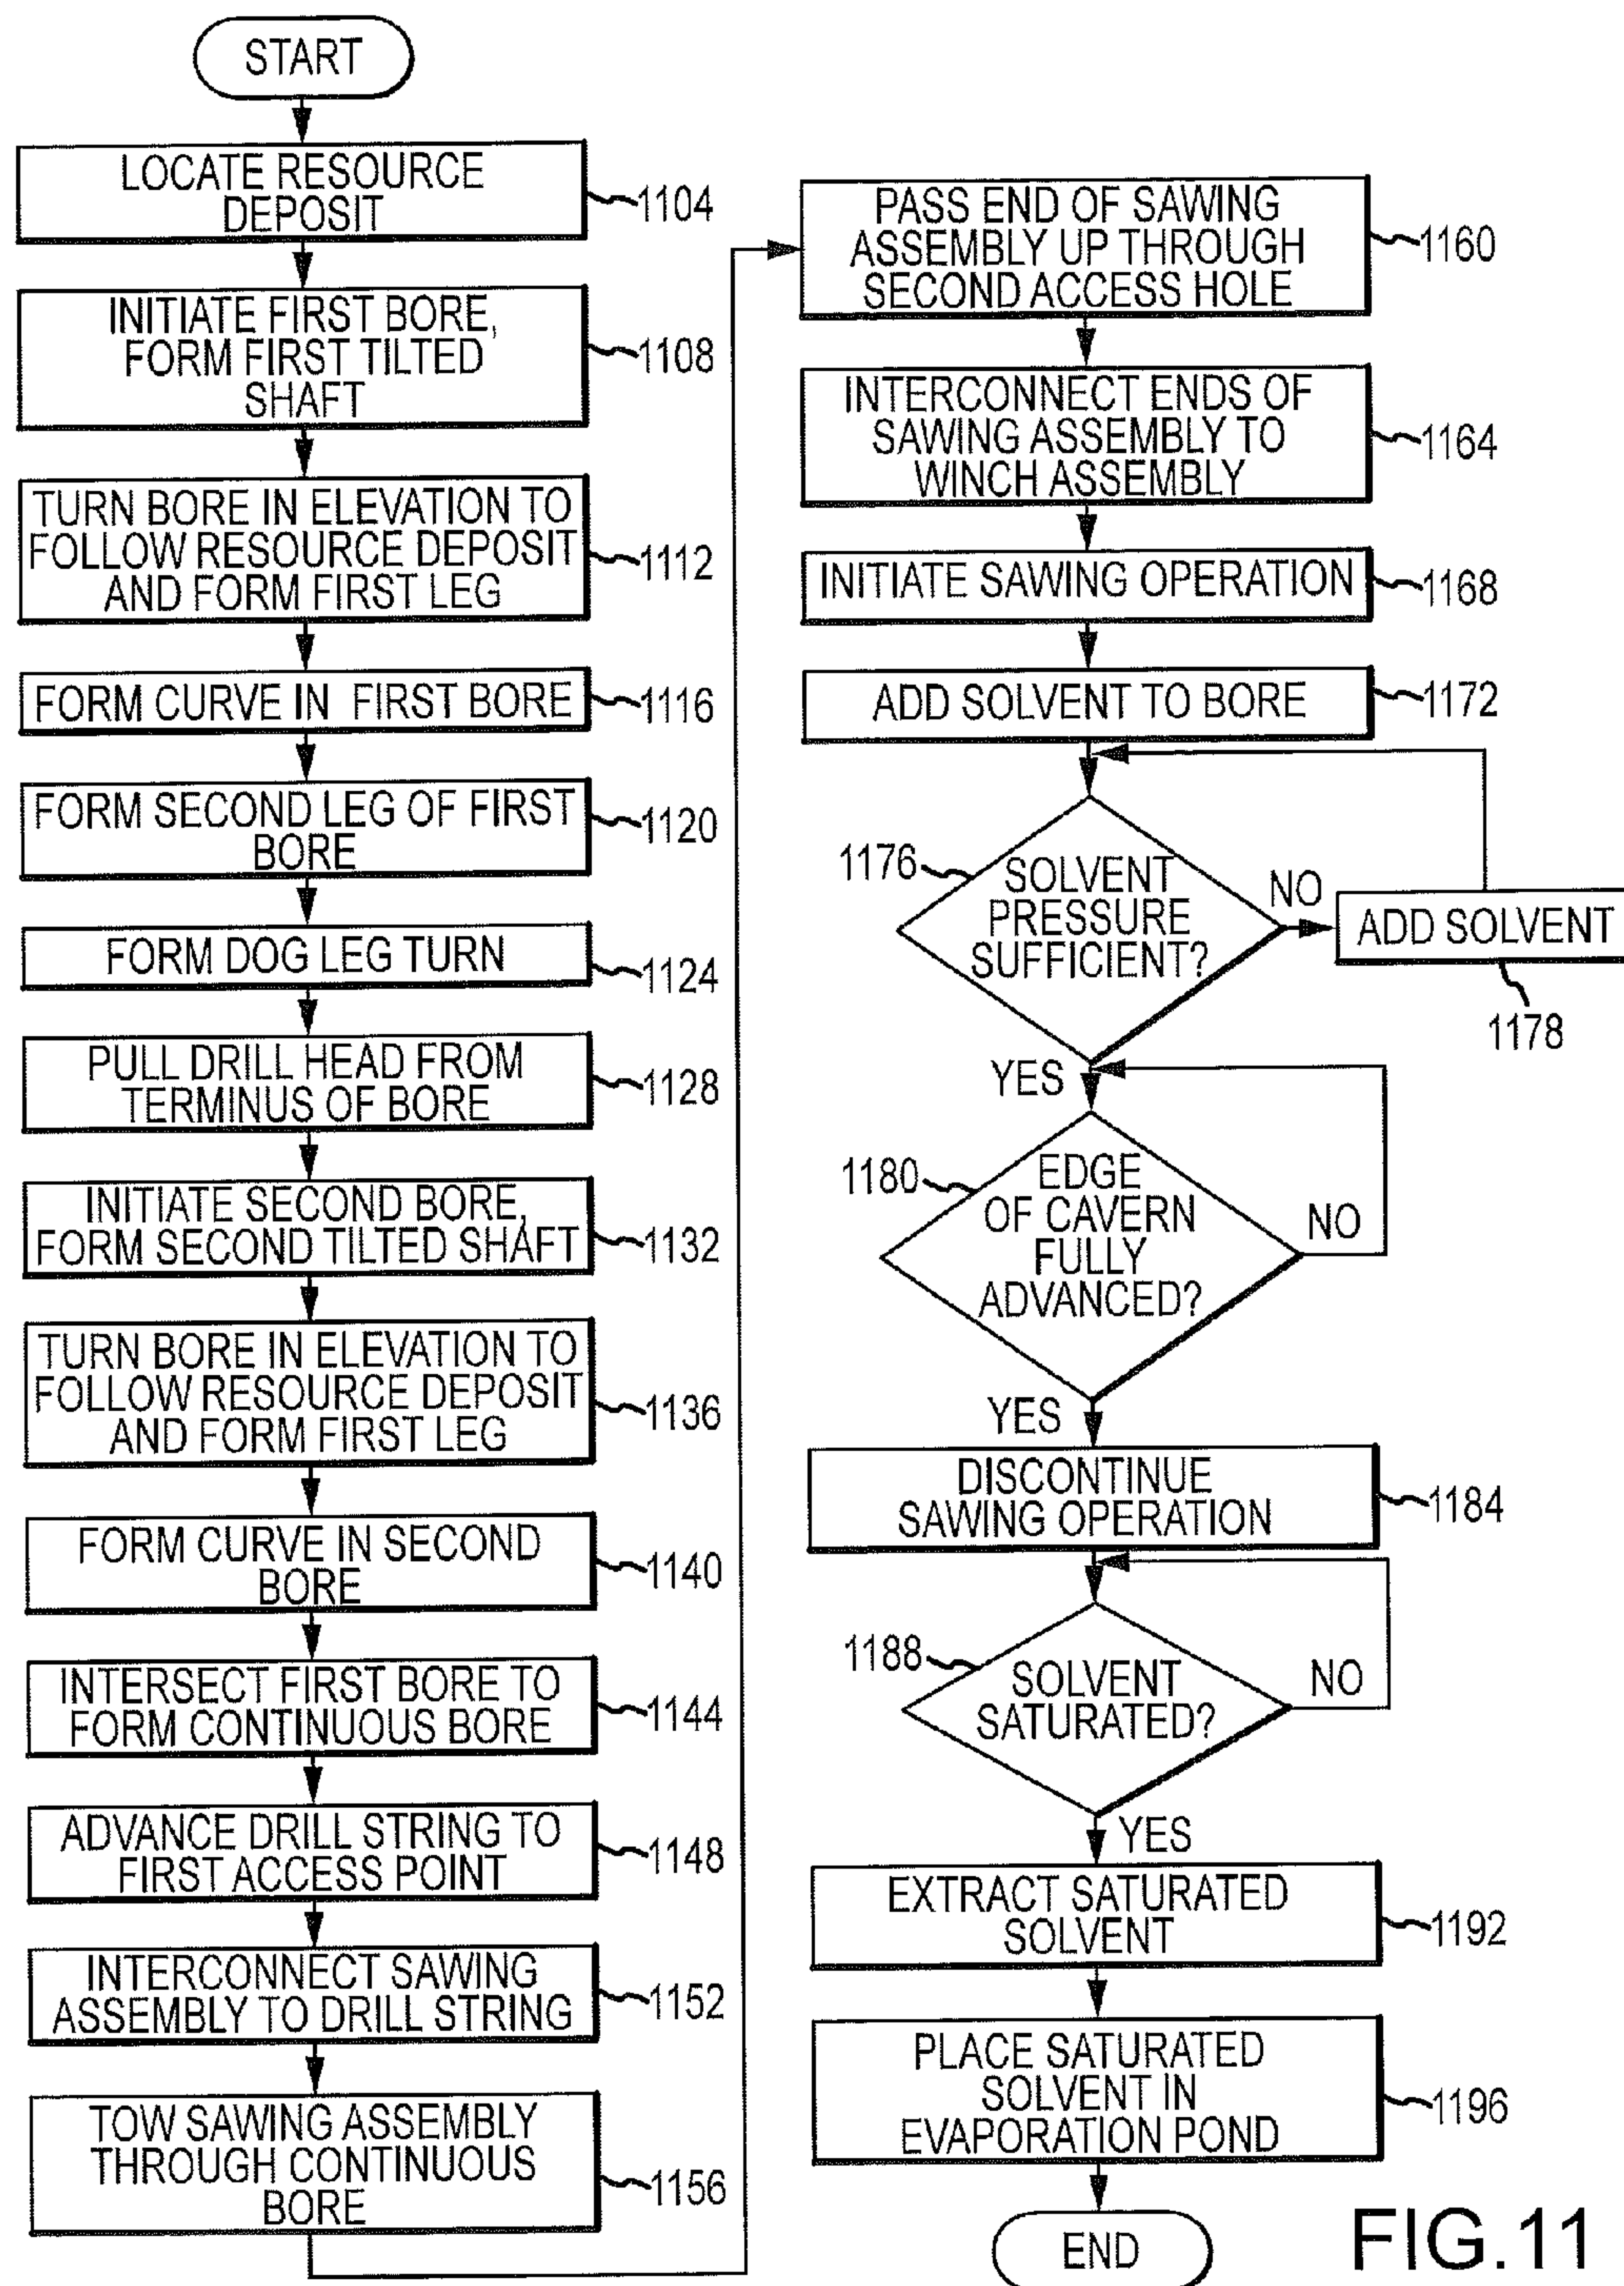 START
LOCATE RESOURCE
DEPOSIT
1104
INITIATE FIRST BORE,
FORM FIRST TILTED
SHAFT
1108
TURN BORE IN ELEVATION TO
FOLLOW RESOURCE DEPOSIT
AND FORM FIRST LEG
1112
FORM CURVE IN FIRST BORE
1116
FORM SECOND LEG OF FIRST
BORE
1120
FORM DOG LEG TURN
1124
PULL DRILL HEAD FROM
TERMINUS OF BORE
1128
INITIATE SECOND BORE,
FORM SECOND TILTED SHAFT
1132
TURN BORE IN ELEVATION TO
FOLLOW RESOURCE DEPOSIT
AND FORM FIRST LEG
1136
FORM CURVE IN SECOND
BORE
1140
INTERSECT FIRST BORE TO
FORM CONTINUOUS BORE
1144
ADVANCE DRILL STRING TO
FIRST ACCESS POINT
1148
INTERCONNECT SAWING
ASSEMBLY TO DRILL STRING
1152
TOW SAWING ASSEMBLY
THROUGH CONTINUOUS
BORE
1156
PASS END OF SAWING
ASSEMBLY UP THROUGH
SECOND ACCESS HOLE
1160
INTERCONNECT ENDS OF
SAWING ASSEMBLY TO
WINCH ASSEMBLY
1164
INITIATE SAWING OPERATION
1168
ADD SOLVENT TO BORE
1172
1176
SOLVENT
PRESSURE
SUFFICIENT?
NO
ADD SOLVENT
1178
YES
1180
EDGE
OF CAVERN
FULLY
ADVANCED?
NO
YES
DISCONTINUE
SAWING OPERATION
1184
1188
SOLVENT
SATURATED?
NO
YES
EXTRACT SATURATED
SOLVENT
1192
PLACE SATURATED
SOLVENT IN
EVAPORATION POND
1196
END
FIG.11